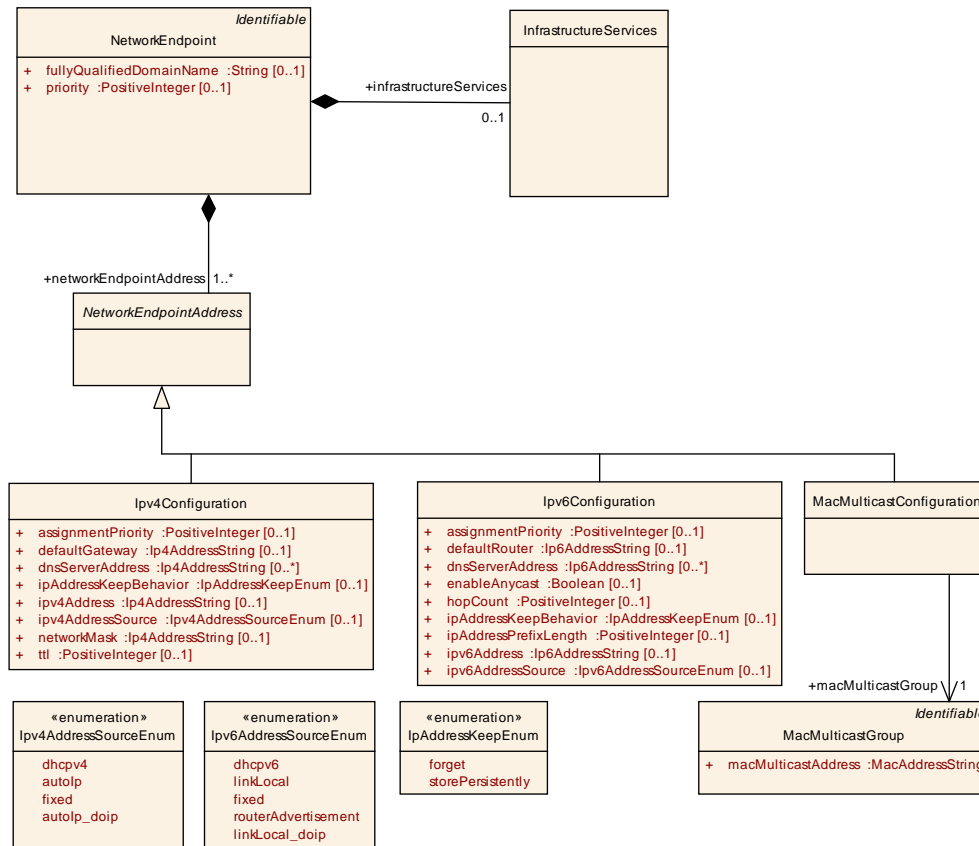 Identifiable
NetworkEndpoint
+ fullyQualifiedDomainName :String [0..1]
+ priority :PositiveInteger [0..1]
InfrastructureServices
+infrastructureServices
0..1
+networkEndpointAddress 1..*
NetworkEndpointAddress
Ipv4Configuration
+ assignmentPriority :PositiveInteger [0..1]
+ defaultGateway :Ip4AddressString [0..1]
+ dnsServerAddress :Ip4AddressString [0..*]
+ ipAddressKeepBehavior :IpAddressKeepEnum [0..1]
+ ipv4Address :Ip4AddressString [0..1]
+ ipv4AddressSource :Ipv4AddressSourceEnum [0..1]
+ networkMask :Ip4AddressString [0..1]
+ ttl :PositiveInteger [0..1]
Ipv6Configuration
+ assignmentPriority :PositiveInteger [0..1]
+ defaultRouter :Ip6AddressString [0..1]
+ dnsServerAddress :Ip6AddressString [0..*]
+ enableAnycast :Boolean [0..1]
+ hopCount :PositiveInteger [0..1]
+ ipAddressKeepBehavior :IpAddressKeepEnum [0..1]
+ ipAddressPrefixLength :PositiveInteger [0..1]
+ ipv6Address :Ip6AddressString [0..1]
+ ipv6AddressSource :Ipv6AddressSourceEnum [0..1]
MacMulticastConfiguration
+macMulticastGroup 1
«enumeration»
Ipv4AddressSourceEnum
dhcpv4
autoIp
fixed
autoIp_doip
«enumeration»
Ipv6AddressSourceEnum
dhcpv6
linkLocal
fixed
routerAdvertisement
linkLocal_doip
«enumeration»
IpAddressKeepEnum
forget
storePersistently
Identifiable
MacMulticastGroup
+ macMulticastAddress :MacAddressString